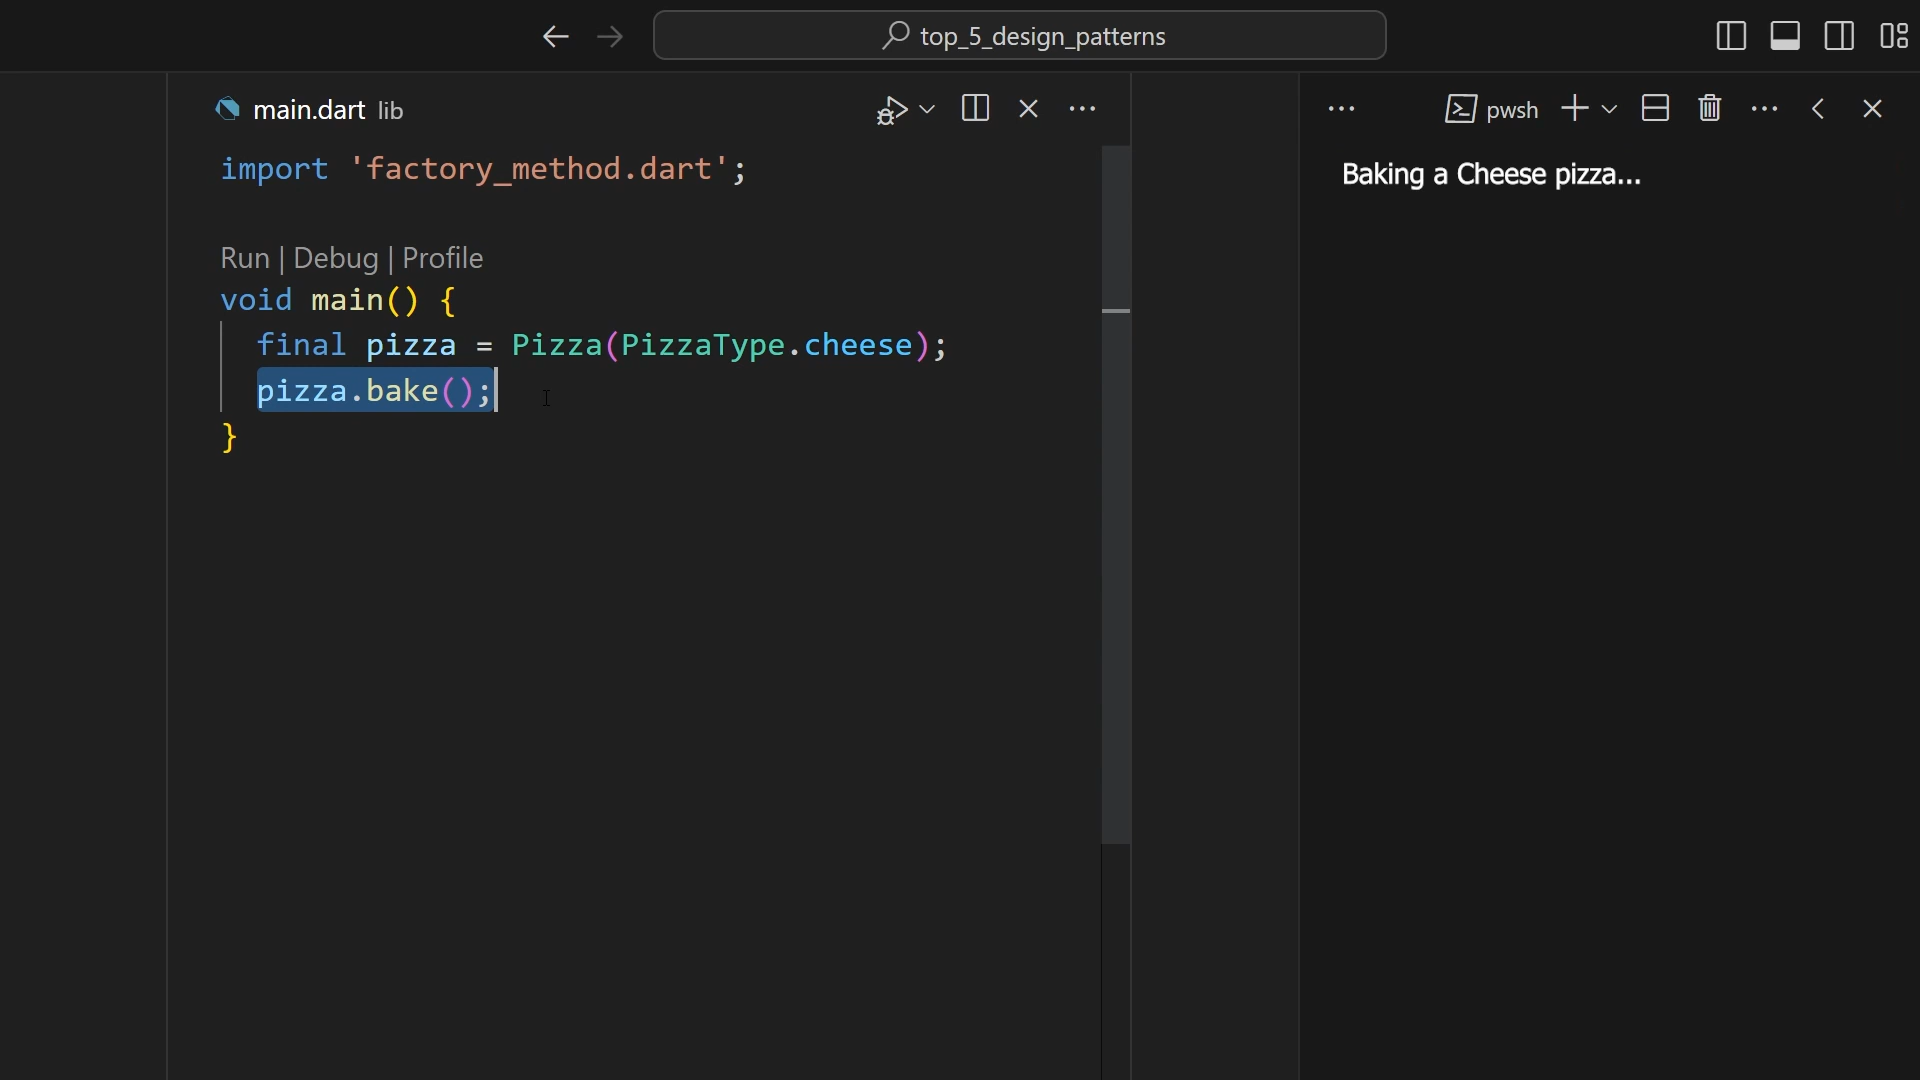 top_5_design_patterns
main.dart lib
pwsh
import 'factory_method.dart';
Baking a Cheese pizza...
Run | Debug | Profile
void main() {
final pizza = Pizza(PizzaType.cheese);
pizza.bake();
}